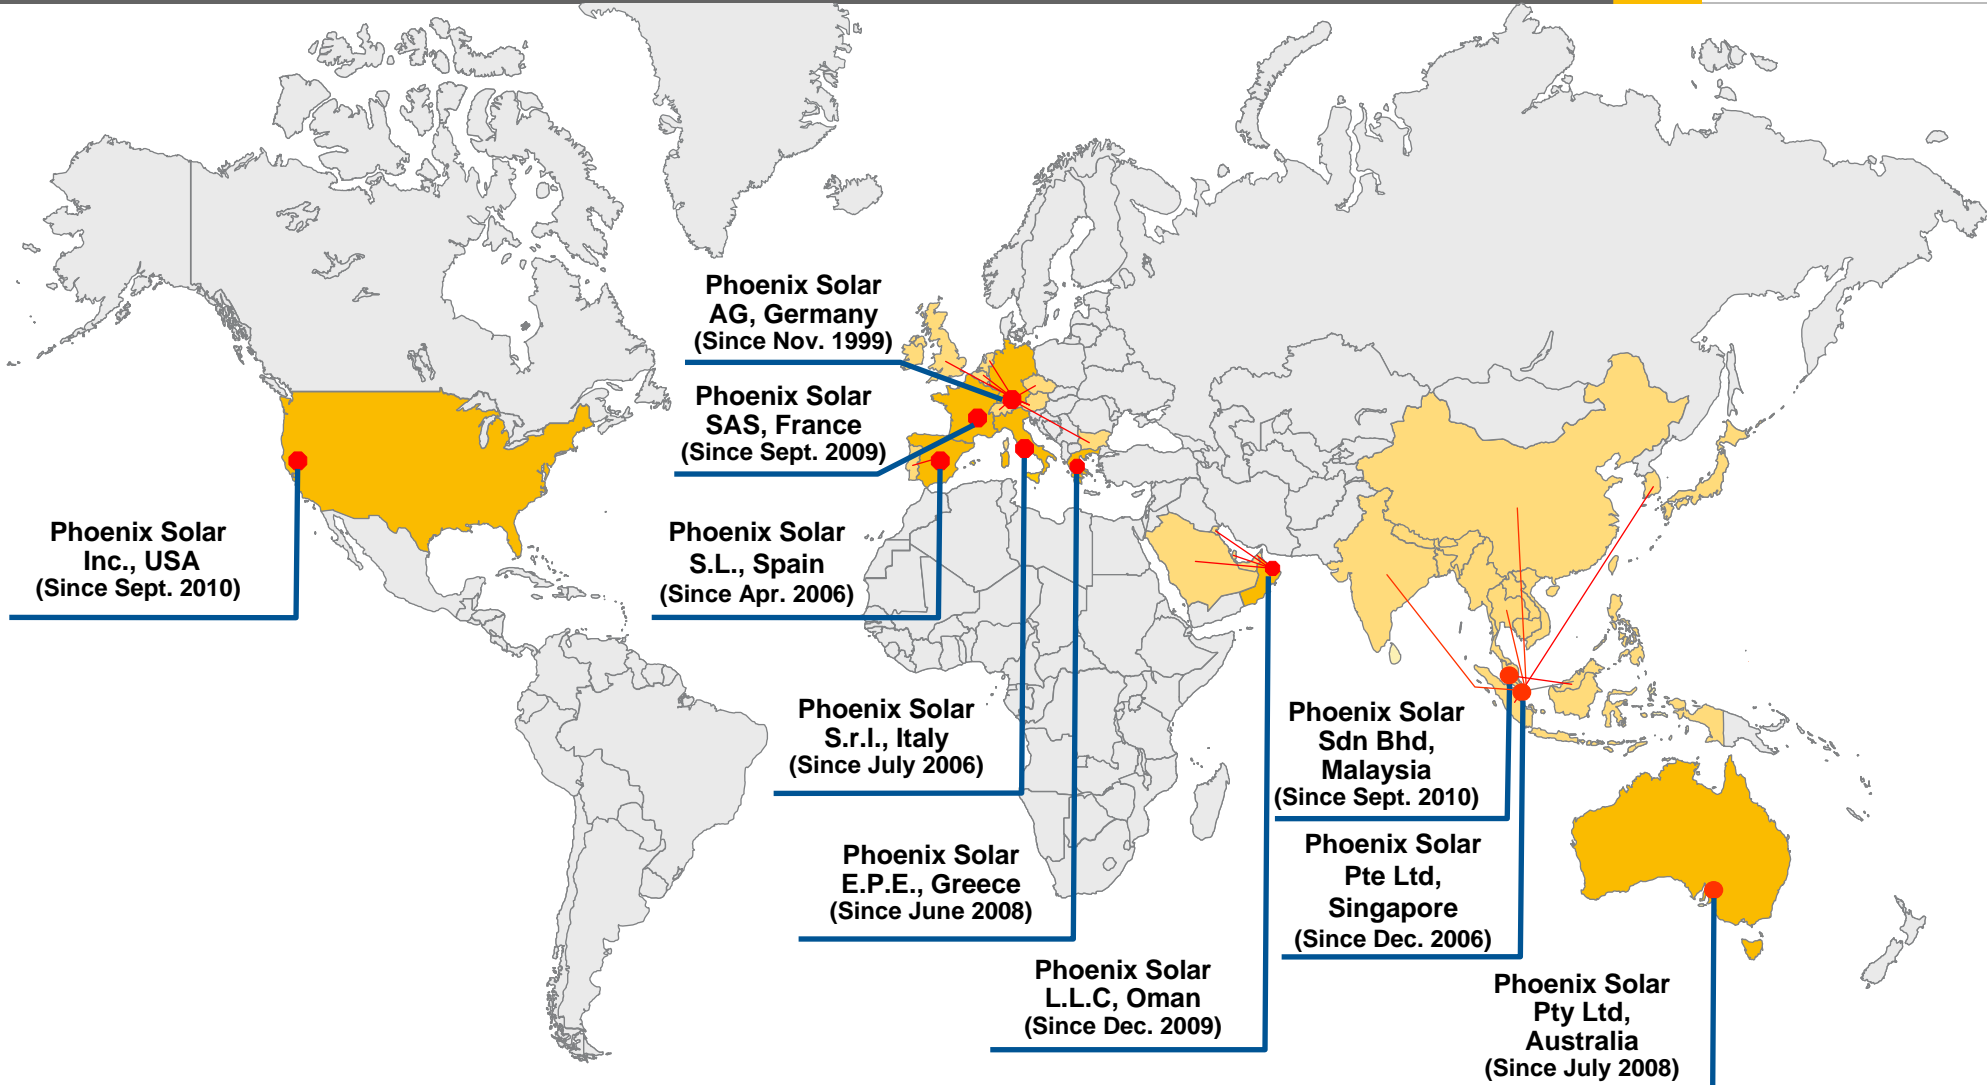 Phoenix Solar
AG, Germany
(Since Nov. 1999)
Phoenix Solar
SAS, France
(Since Sept. 2009)
Phoenix Solar
Inc., USA
(Since Sept. 2010)
Phoenix Solar
S.L., Spain
(Since Apr. 2006)
Phoenix Solar
S.r.l., Italy
(Since July 2006)
Phoenix Solar
E.P.E., Greece
(Since June 2008)
Phoenix Solar
L.L.C, Oman
(Since Dec. 2009)
Phoenix Solar
Sdn Bhd,
Malaysia
(Since Sept. 2010)
Phoenix Solar
Pte Ltd,
Singapore
(Since Dec. 2006)
Phoenix Solar
Pty Ltd,
Australia
(Since July 2008)